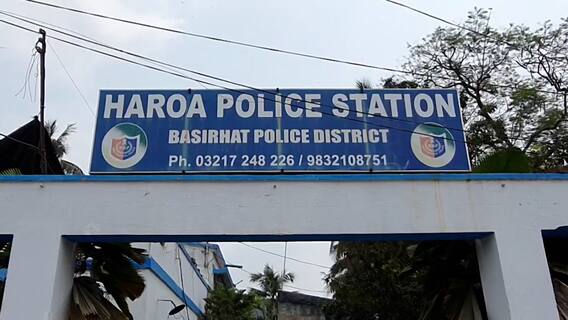 HAROA POLICE STATION
BASIRHAT POLICE DISTRICT
Ph. 03217 248 226 / 9832108751